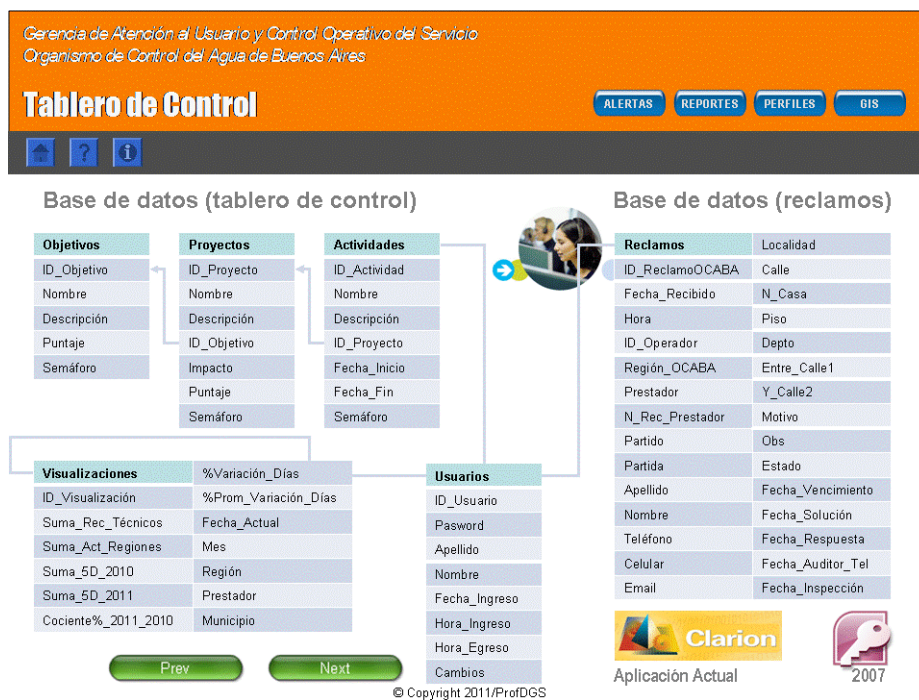 Gerencia de Atención al Usuario y Control Operativo del Servicio
Organismo de Control del Agua de Buenos Aires
Tablero de Control
ALERTAS
REPORTES
PERFILES
GIS
?
i
Base de datos (tablero de control)
Objetivos
ID_Objetivo
Nombre
Descripción
Puntaje
Semáforo
Proyectos
ID_Proyecto
Nombre
Descripción
ID_Objetivo
Impacto
Puntaje
Semáforo
Actividades
ID_Actividad
Nombre
Descripción
ID_Proyecto
Fecha_Inicio
Fecha_Fin
Semáforo
Visualizaciones
ID_Visualización
Suma_Rec_Técnicos
Suma_Act_Regiones
Suma_5D_2010
Suma_5D_2011
Cociente%_2011_2010
%Variación_Días
%Prom_Variación_Días
Fecha_Actual
Mes
Región
Prestador
Municipio
Usuarios
ID_Usuario
Pasword
Apellido
Nombre
Fecha_Ingreso
Hora_Ingreso
Hora_Egreso
Cambios
Base de datos (reclamos)
Reclamos
ID_ReclamoOCABA
Fecha_Recibido
Hora
ID_Operador
Región_OCABA
Prestador
N_Rec_Prestador
Partido
Partida
Apellido
Nombre
Teléfono
Celular
Email
Localidad
Calle
N_Casa
Piso
Depto
Entre_Calle1
Y_Calle2
Motivo
Obs
Estado
Fecha_Vencimiento
Fecha_Solución
Fecha_Respuesta
Fecha_Auditor_Tel
Fecha_Inspección
Clarion
Aplicación Actual
2007
Prev
Next
© Copyright 2011/ProfDGS